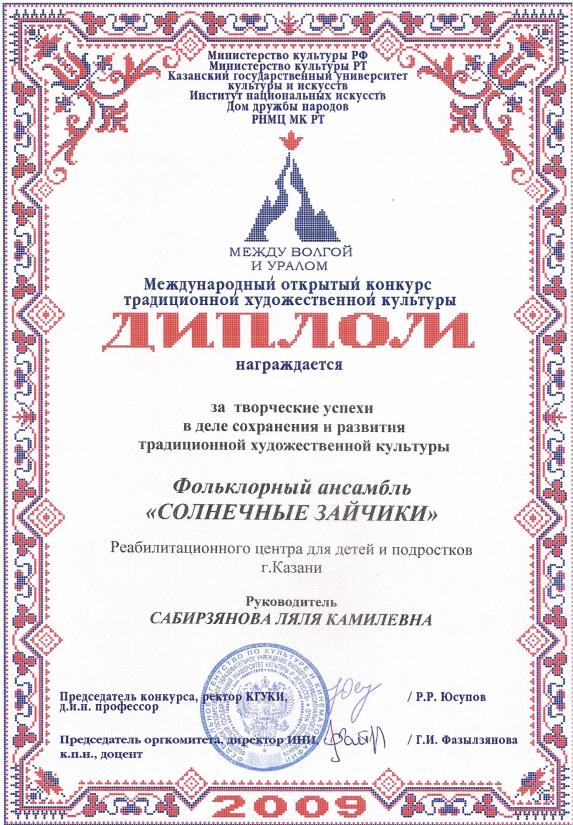 Министерство культуры РФ
Министерство культуры РТ
Казанский государственный университет
культуры и искусств
Институт национальных искусств
Дом дружбы народов
РНМЦ МК РТ
МЕЖДУ ВОЛГОЙ
И УРАЛОМ
Международный открытый конкурс
традиционной художественной культуры
ДИПЛОМ
награждается
за творческие успехи
в деле сохранения и развития
традиционной художественной культуры
Фольклорный ансамбль
«СОЛНЕЧНЫЕ ЗАЙЧИКИ»
Реабилитационного центра для детей и подростков
г.Казани
Руководитель
САБИРЗЯНОВА ЛЯЛЯ КАМИЛЕВНА
Председатель конкурса, ректор КГУКИ, / Р.Р. Юсупов
д.и.н. профессор
Председатель оргкомитета, директор ИНИ, / Г.И. Фазылзянова
к.п.н., доцент
2009